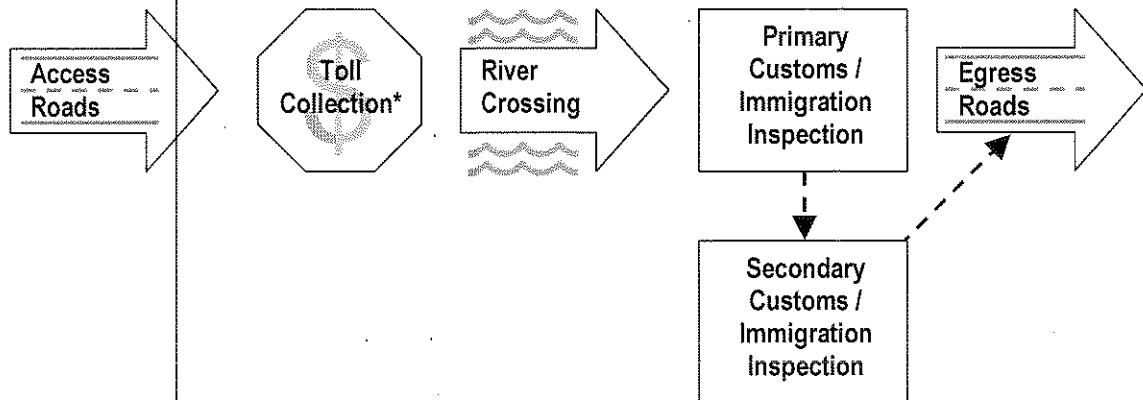 Access
Roads
$
Toll
Collection*
River
Crossing
Primary
Customs /
Immigration
Inspection
Egress
Roads
Secondary
Customs /
Immigration
Inspection